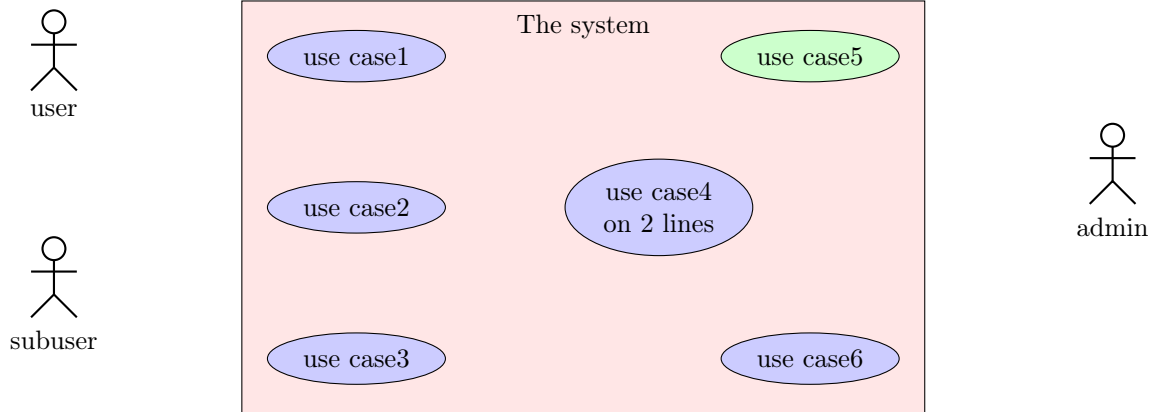 The system
user
use case1
use case5
use case2
use case4
on 2 lines
admin
subuser
use case3
use case6